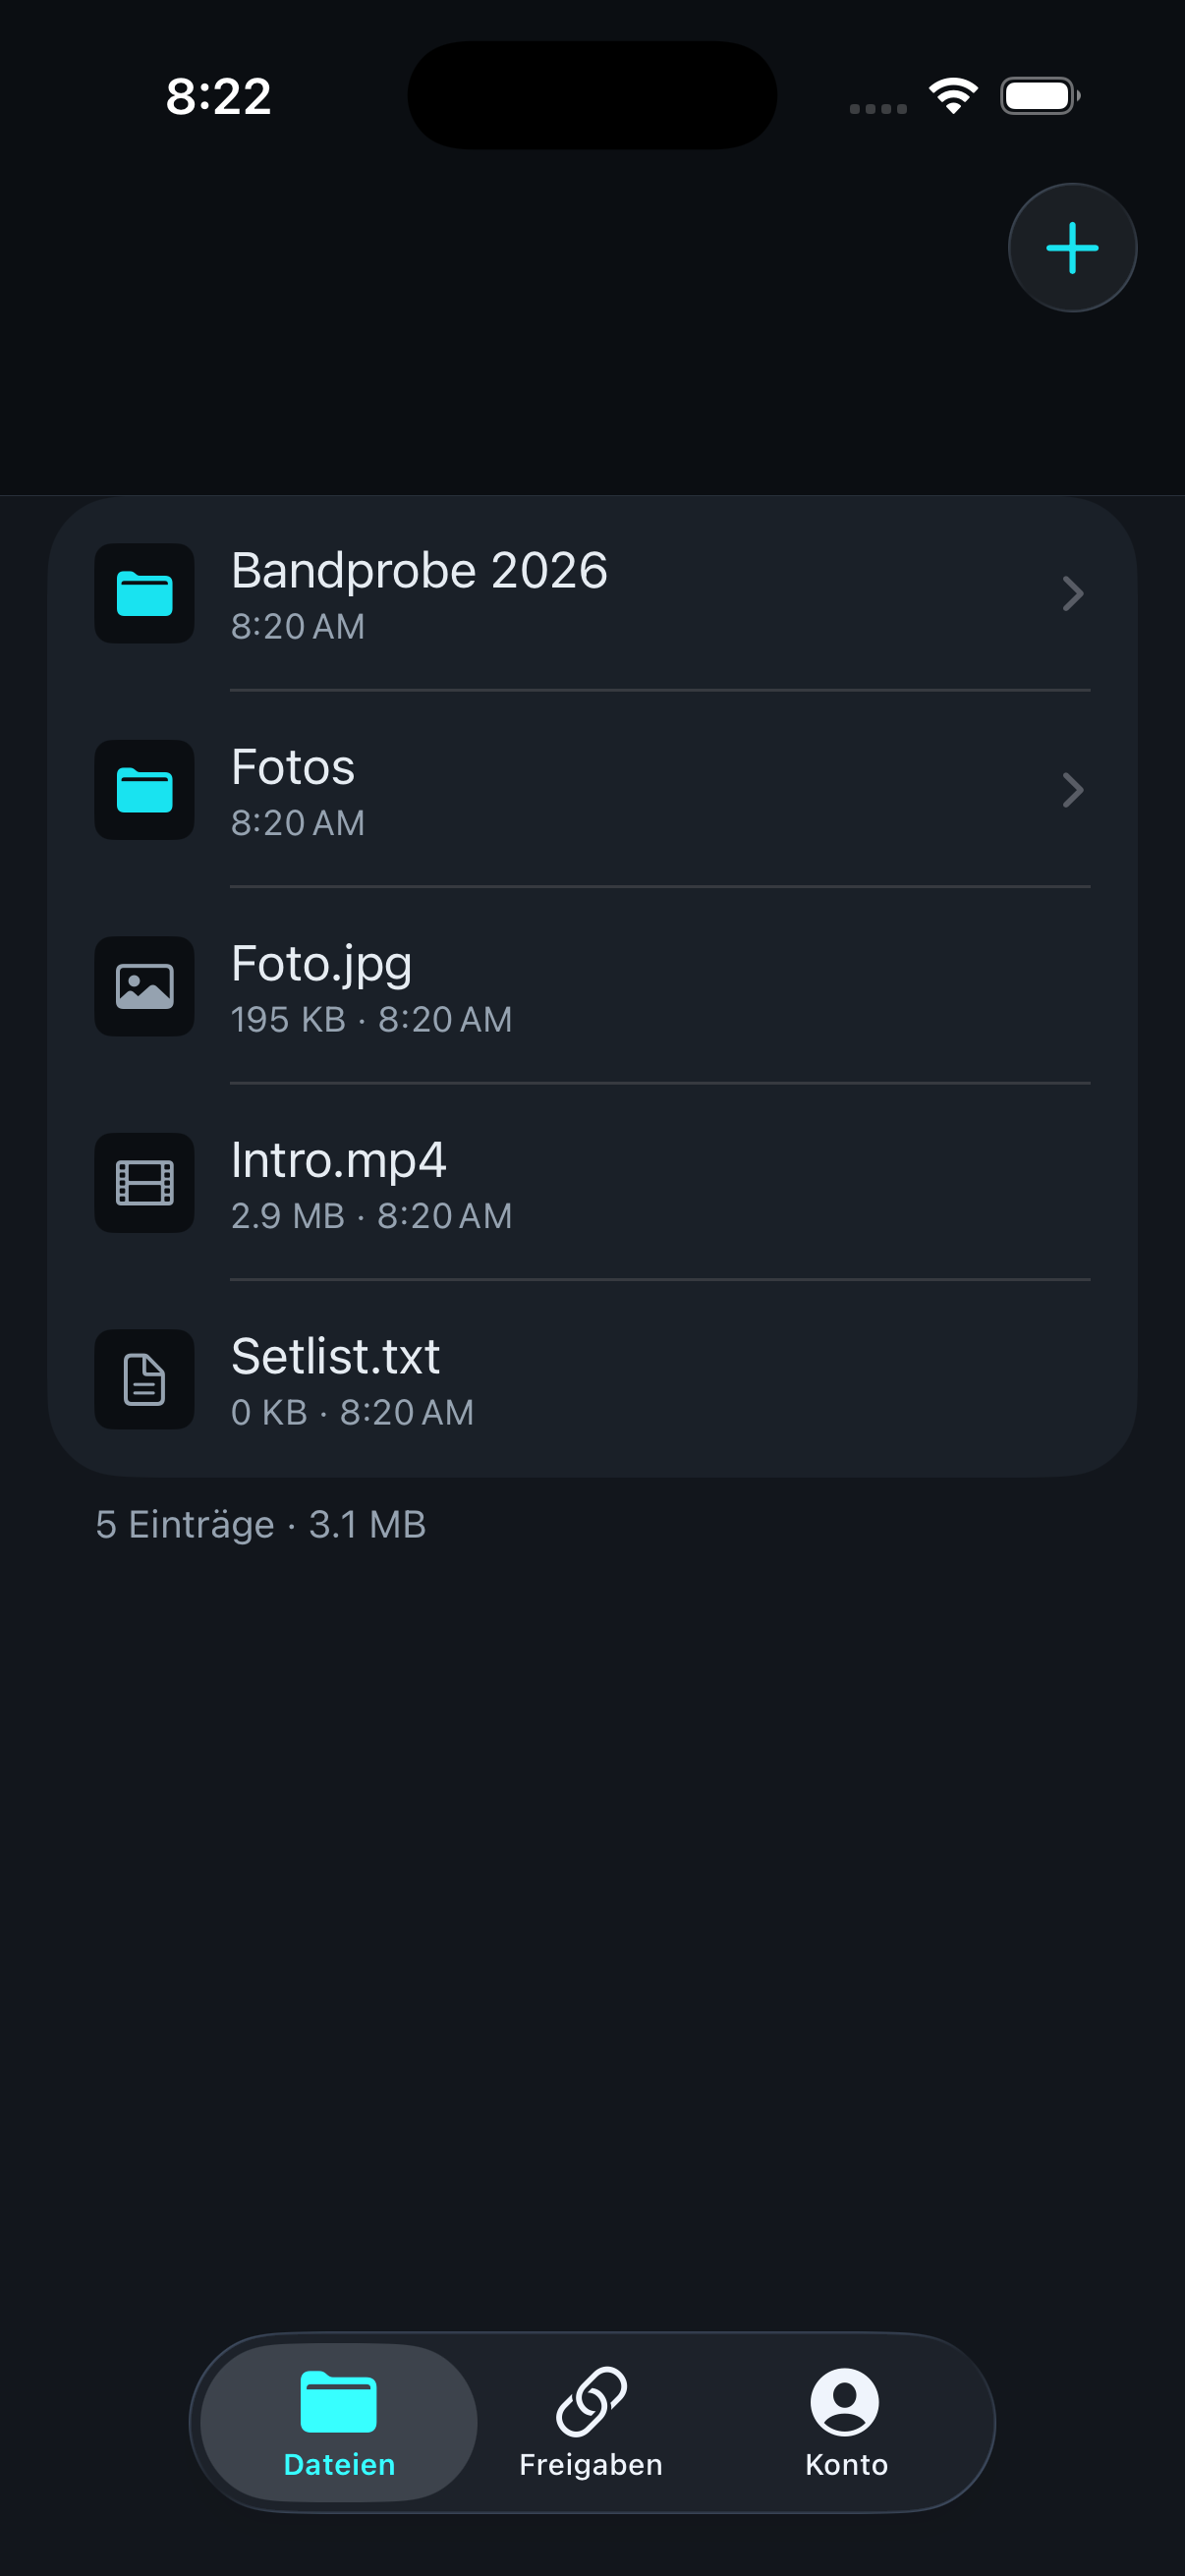 8:22
Bandprobe 2026
8:20 AM
Fotos
8:20 AM
Foto.jpg
195 KB · 8:20 AM
Intro.mp4
2.9 MB · 8:20 AM
Setlist.txt
0 KB · 8:20 AM
5 Einträge · 3.1 MB
Dateien
Freigaben
Konto